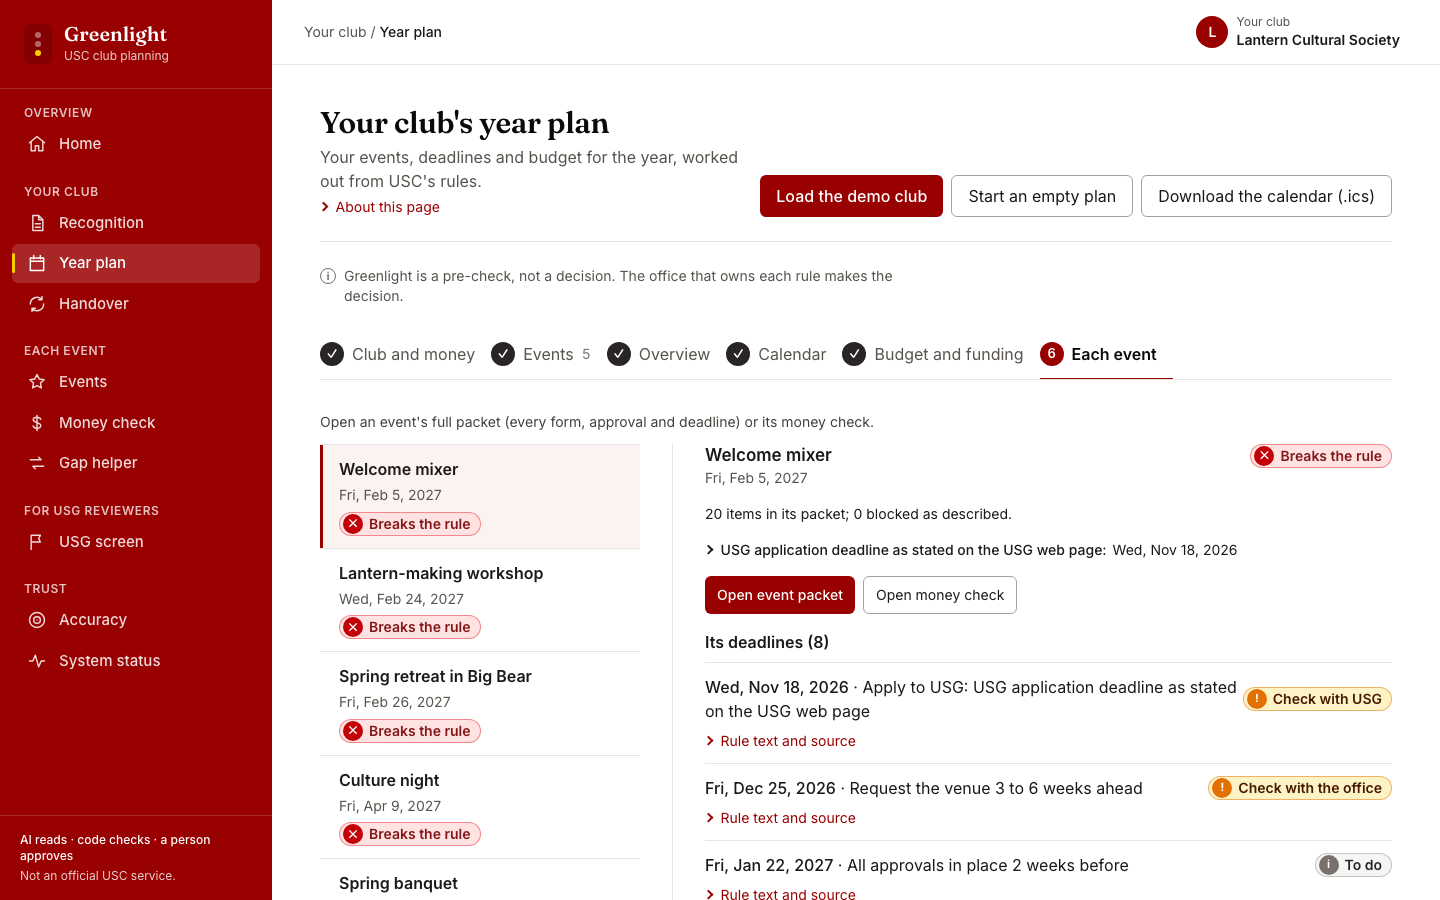 Greenlight
USC club planning
OVERVIEW
Home
YOUR CLUB
Recognition
Year plan
Handover
EACH EVENT
Events
Money check
Gap helper
FOR USG REVIEWERS
USG screen
TRUST
Accuracy
System status
AI reads · code checks · a person
approves
Not an official USC service.
Your club / Year plan
L
Your club
Lantern Cultural Society
Your club's year plan
Your events, deadlines and budget for the year, worked
out from USC's rules.
About this page
Load the demo club
Start an empty plan
Download the calendar (.ics)
Greenlight is a pre-check, not a decision. The office that owns each rule makes the
decision.
Club and money
Events 5
Overview
Calendar
Budget and funding
6 Each event
Open an event's full packet (every form, approval and deadline) or its money check.
Welcome mixer
Fri, Feb 5, 2027
Breaks the rule
Lantern-making workshop
Wed, Feb 24, 2027
Breaks the rule
Spring retreat in Big Bear
Fri, Feb 26, 2027
Breaks the rule
Culture night
Fri, Apr 9, 2027
Breaks the rule
Spring banquet
Welcome mixer
Breaks the rule
Fri, Feb 5, 2027
20 items in its packet; 0 blocked as described.
USG application deadline as stated on the USG web page: Wed, Nov 18, 2026
Open event packet
Open money check
Its deadlines (8)
Wed, Nov 18, 2026 · Apply to USG: USG application deadline as stated
on the USG web page
Check with USG
Rule text and source
Fri, Dec 25, 2026 · Request the venue 3 to 6 weeks ahead
Check with the office
Rule text and source
Fri, Jan 22, 2027 · All approvals in place 2 weeks before
To do
Rule text and source